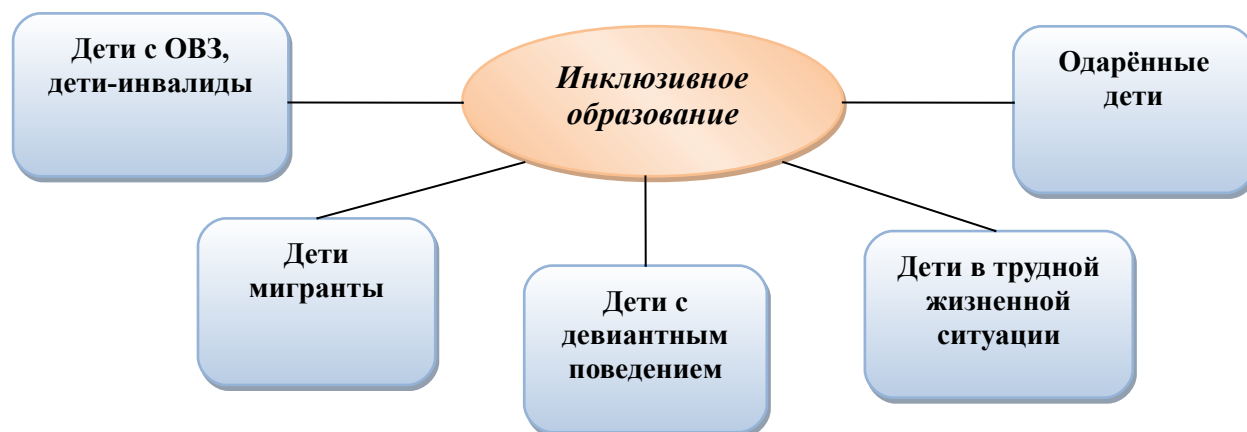 Дети с ОВЗ,
дети-инвалиды
Инклюзивное
образование
Одарённые
дети
Дети
мигранты
Дети с
девиантным
поведением
Дети в трудной
жизненной
ситуации